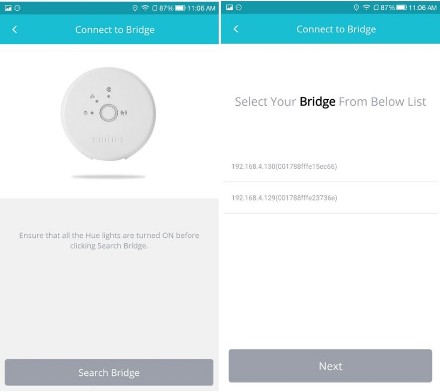 87% 11:06 AM
Connect to Bridge
Ensure that all the Hue lights are turned ON before
clicking Search Bridge.
Search Bridge
87% 11:06 AM
Connect to Bridge
Select Your Bridge From Below List
192.168.4.130(001788fffe15ec66)
192.168.4.129(001788fffe23736e)
Next